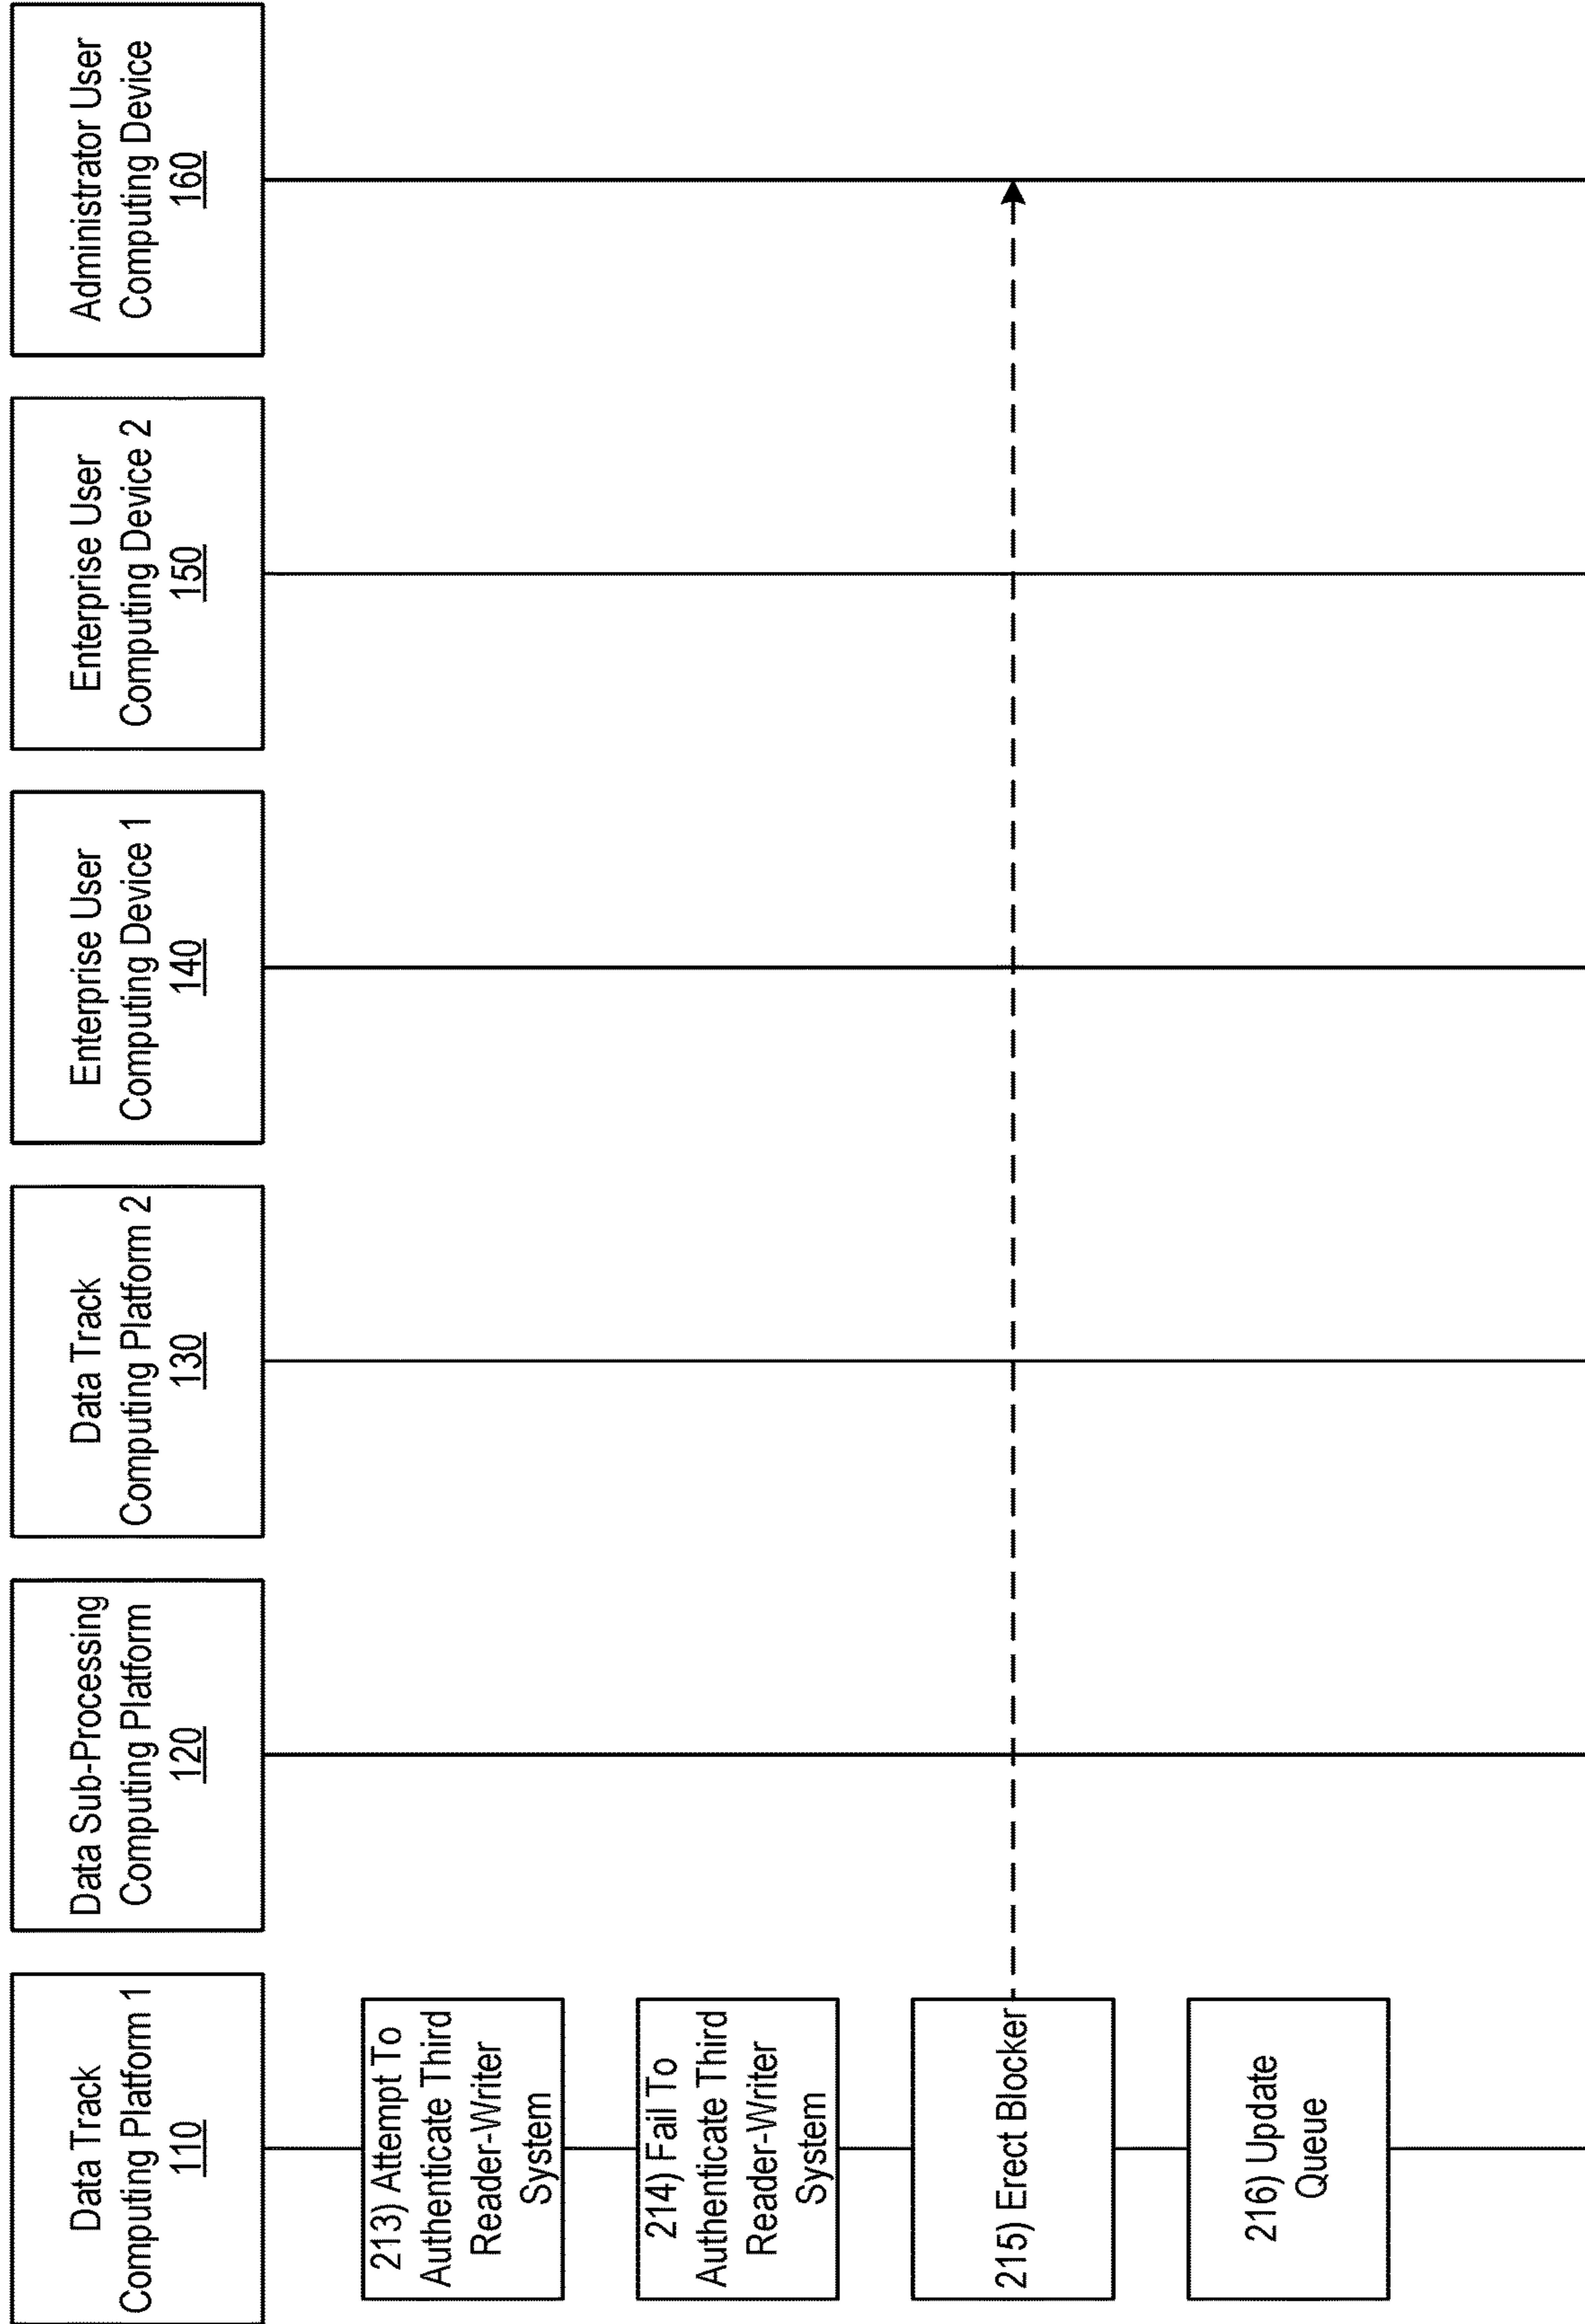 Data Track
Computing Platform 1
110
Data Sub-Processing
Computing Platform
120
Data Track
Computing Platform 2
130
Enterprise User
Computing Device 1
140
Enterprise User
Computing Device 2
150
Administrator User
Computing Device
160
213) Attempt To
Authenticate Third
Reader-Writer
System
214) Fail To
Authenticate Third
Reader-Writer
System
215) Erect Blocker
216) Update
Queue